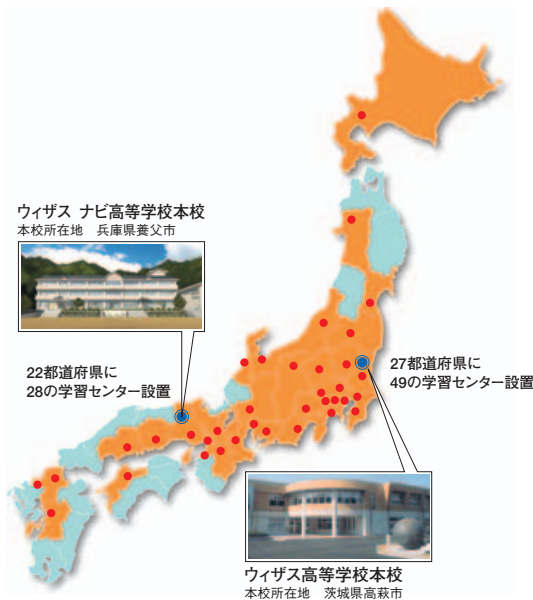 ウィザス ナビ高等学校本校
本校所在地　兵庫県養父市
22都道府県に
28の学習センター設置
27都道府県に
49の学習センター設置
ウィザス高等学校本校
本校所在地　茨城県高萩市